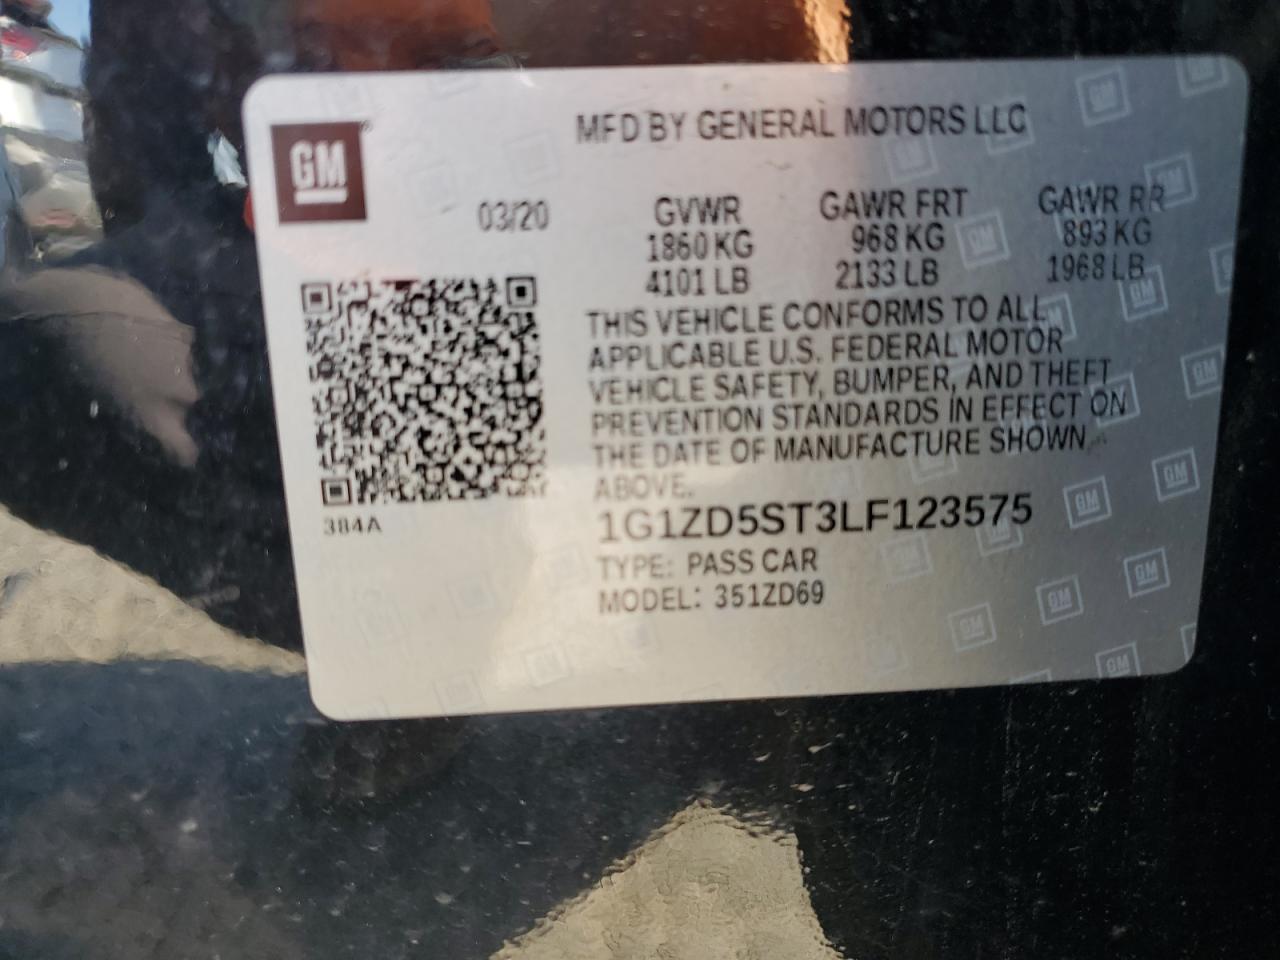 GM
MFD BY GENERAL MOTORS LLC
03/20
GVWR GAWR FRT GAWR RR
1860 KG 968 KG 893 KG
4101 LB 2133 LB 1968 LB
THIS VEHICLE CONFORMS TO ALL
APPLICABLE U.S. FEDERAL MOTOR
VEHICLE SAFETY, BUMPER, AND THEFT
PREVENTION STANDARDS IN EFFECT ON
THE DATE OF MANUFACTURE SHOWN
ABOVE.
1G1ZD5ST3LF123575
TYPE: PASS CAR
MODEL: 351ZD69
384A